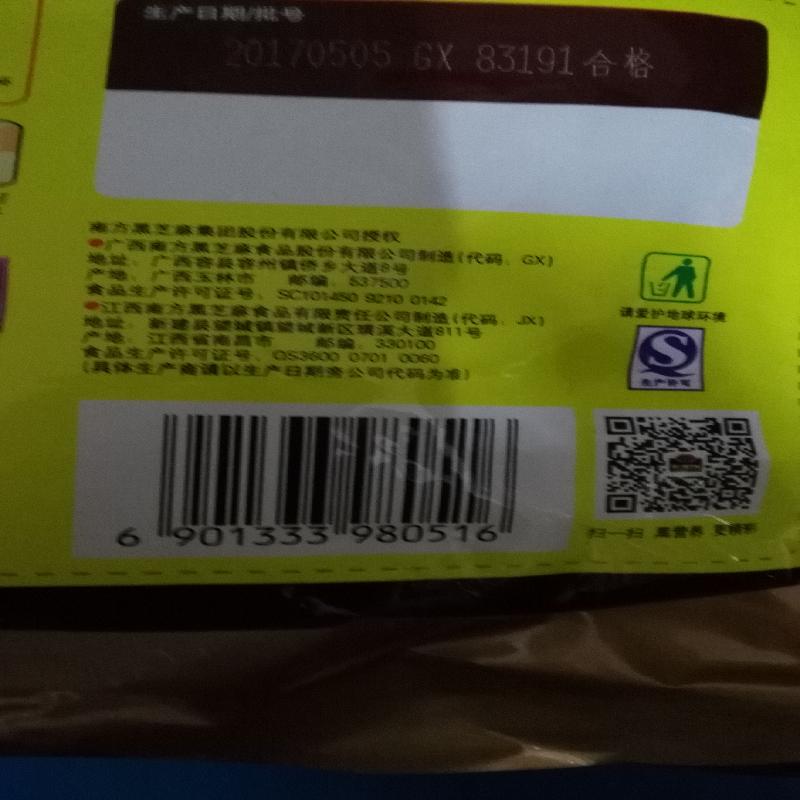 生产日期/批号
20170505 GX 83191合格
南方黑芝麻集团股份有限公司授权
●广西南方黑芝麻食品股份有限公司制造(代码：GX)
地址：广西容县容州镇侨乡大道8号
产地：广西玉林市 邮编：537500
食品生产许可证号：SC101450 9210 0142
●江西南方黑芝麻食品有限责任公司制造(代码：JX)
地址：新建县望城镇望城新区璜溪大道811号
产地：江西省南昌市 邮编：330100
食品生产许可证号：QS3600 0701 0060
(具体生产商请以生产日期旁公司代码为准)
请爱护地球环境
生产许可
6 901333 980516
扫一扫 黑营养 更精彩